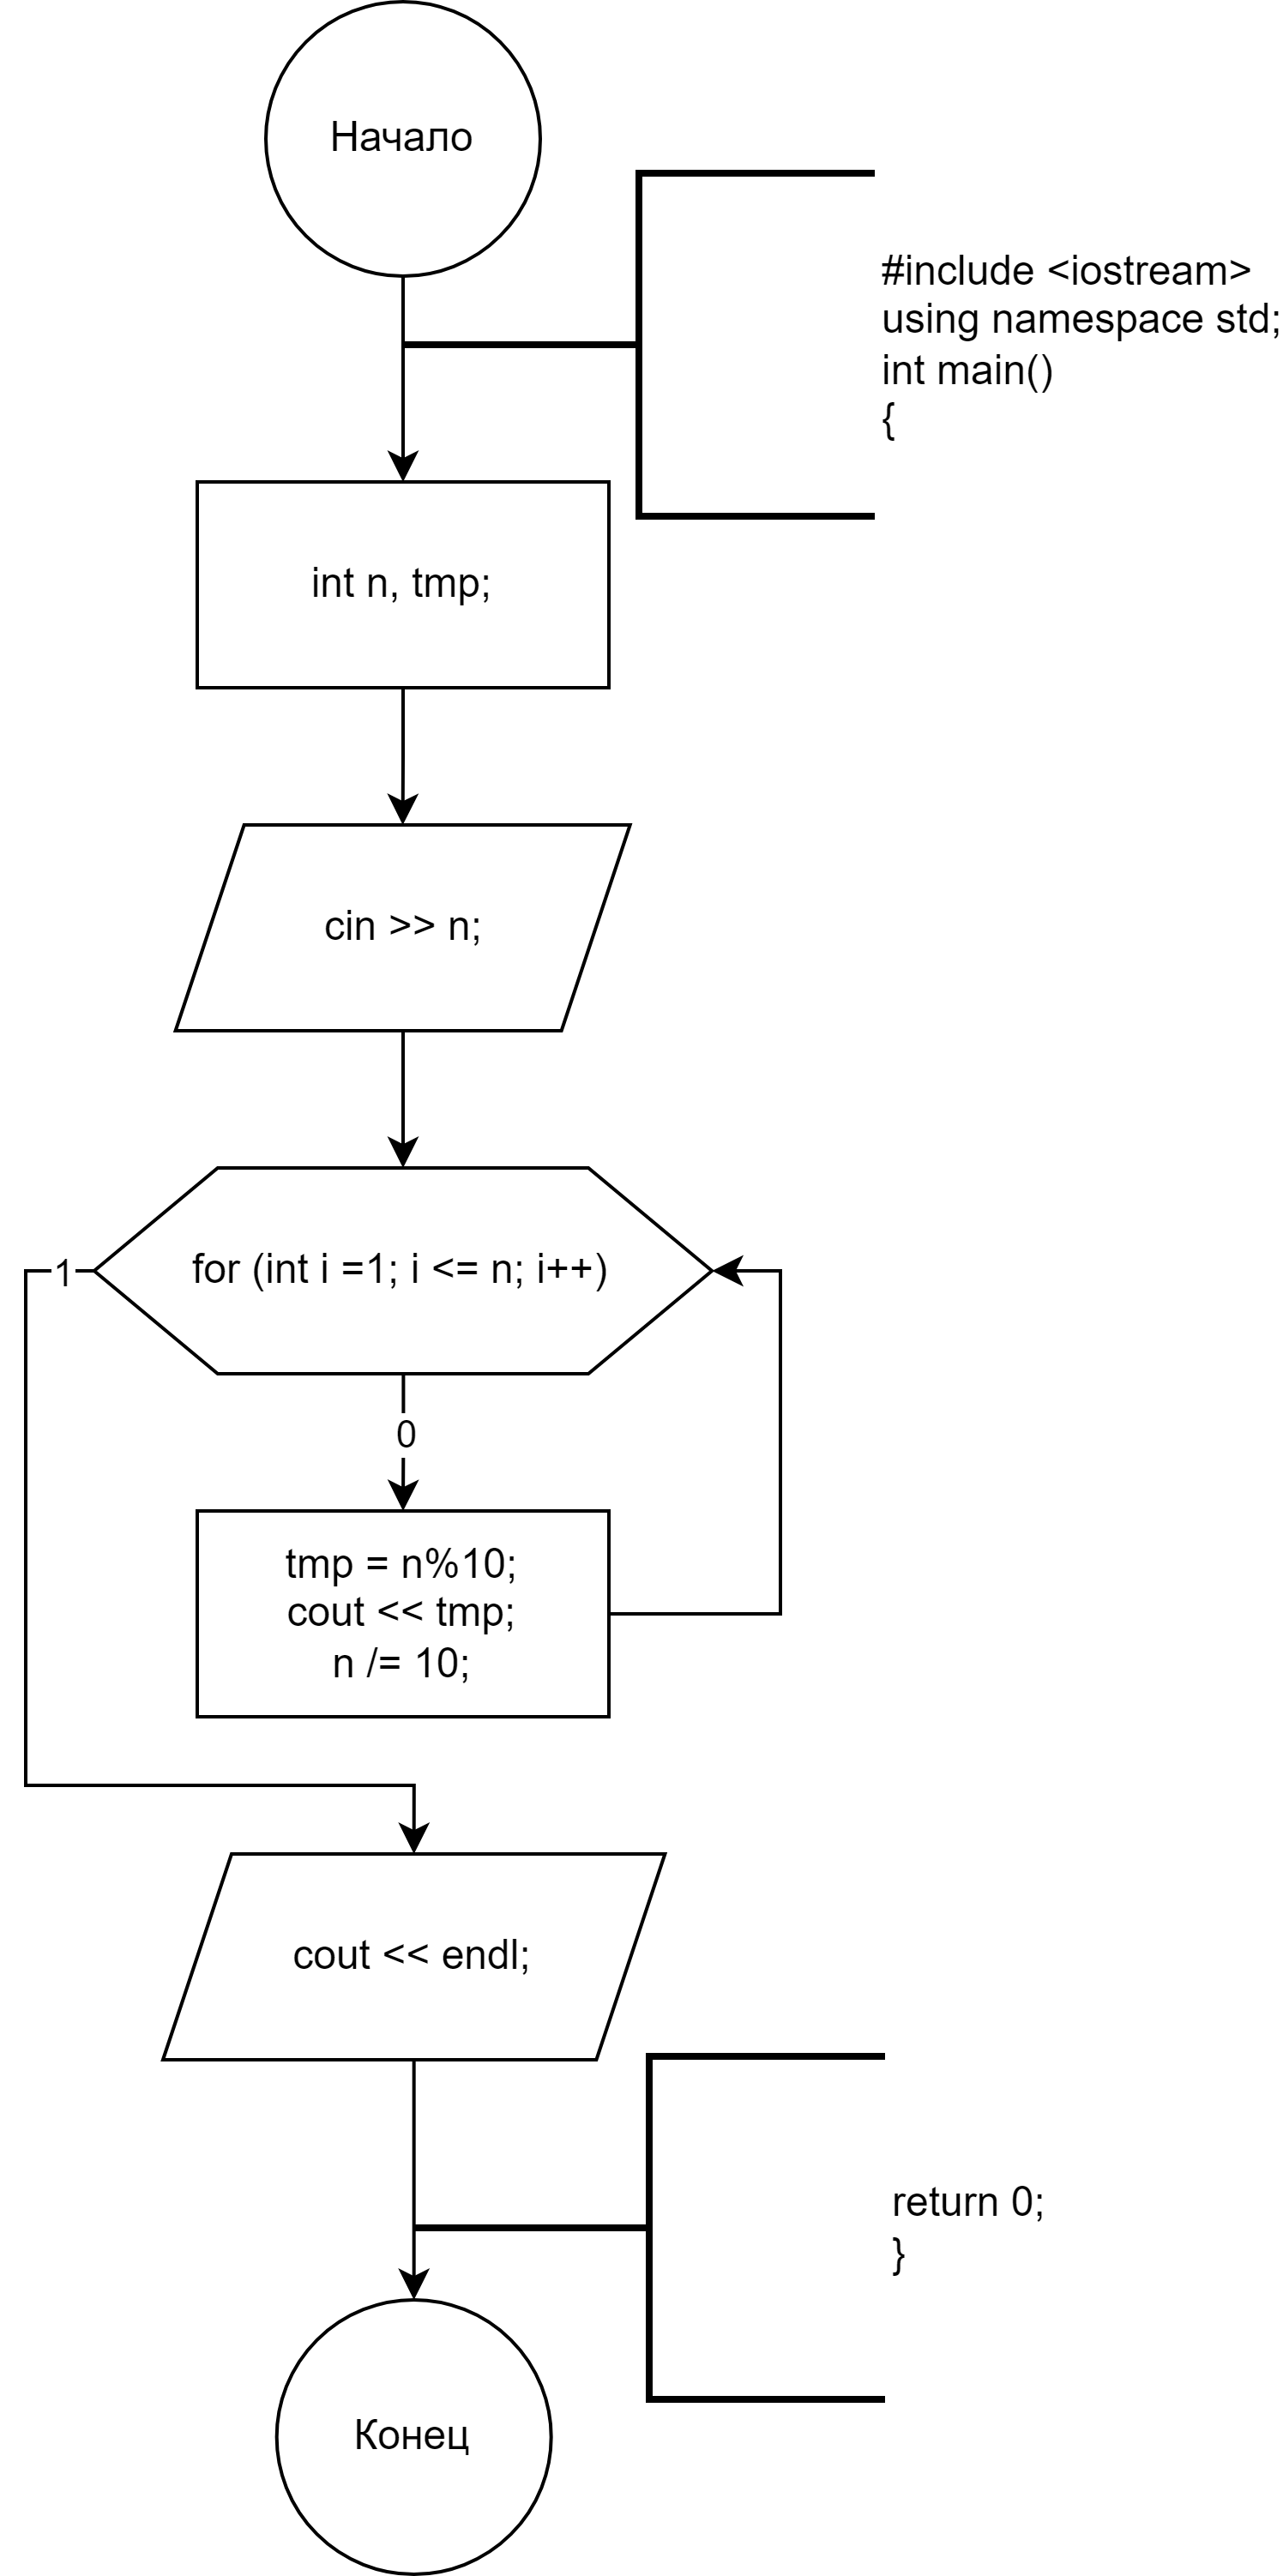 Начало
#include <iostream>
using namespace std;
int main()
{
int n, tmp;
cin >> n;
for (int i =1; i <= n; i++)
1
0
tmp = n%10;
cout << tmp;
n /= 10;
cout << endl;
return 0;
}
Конец